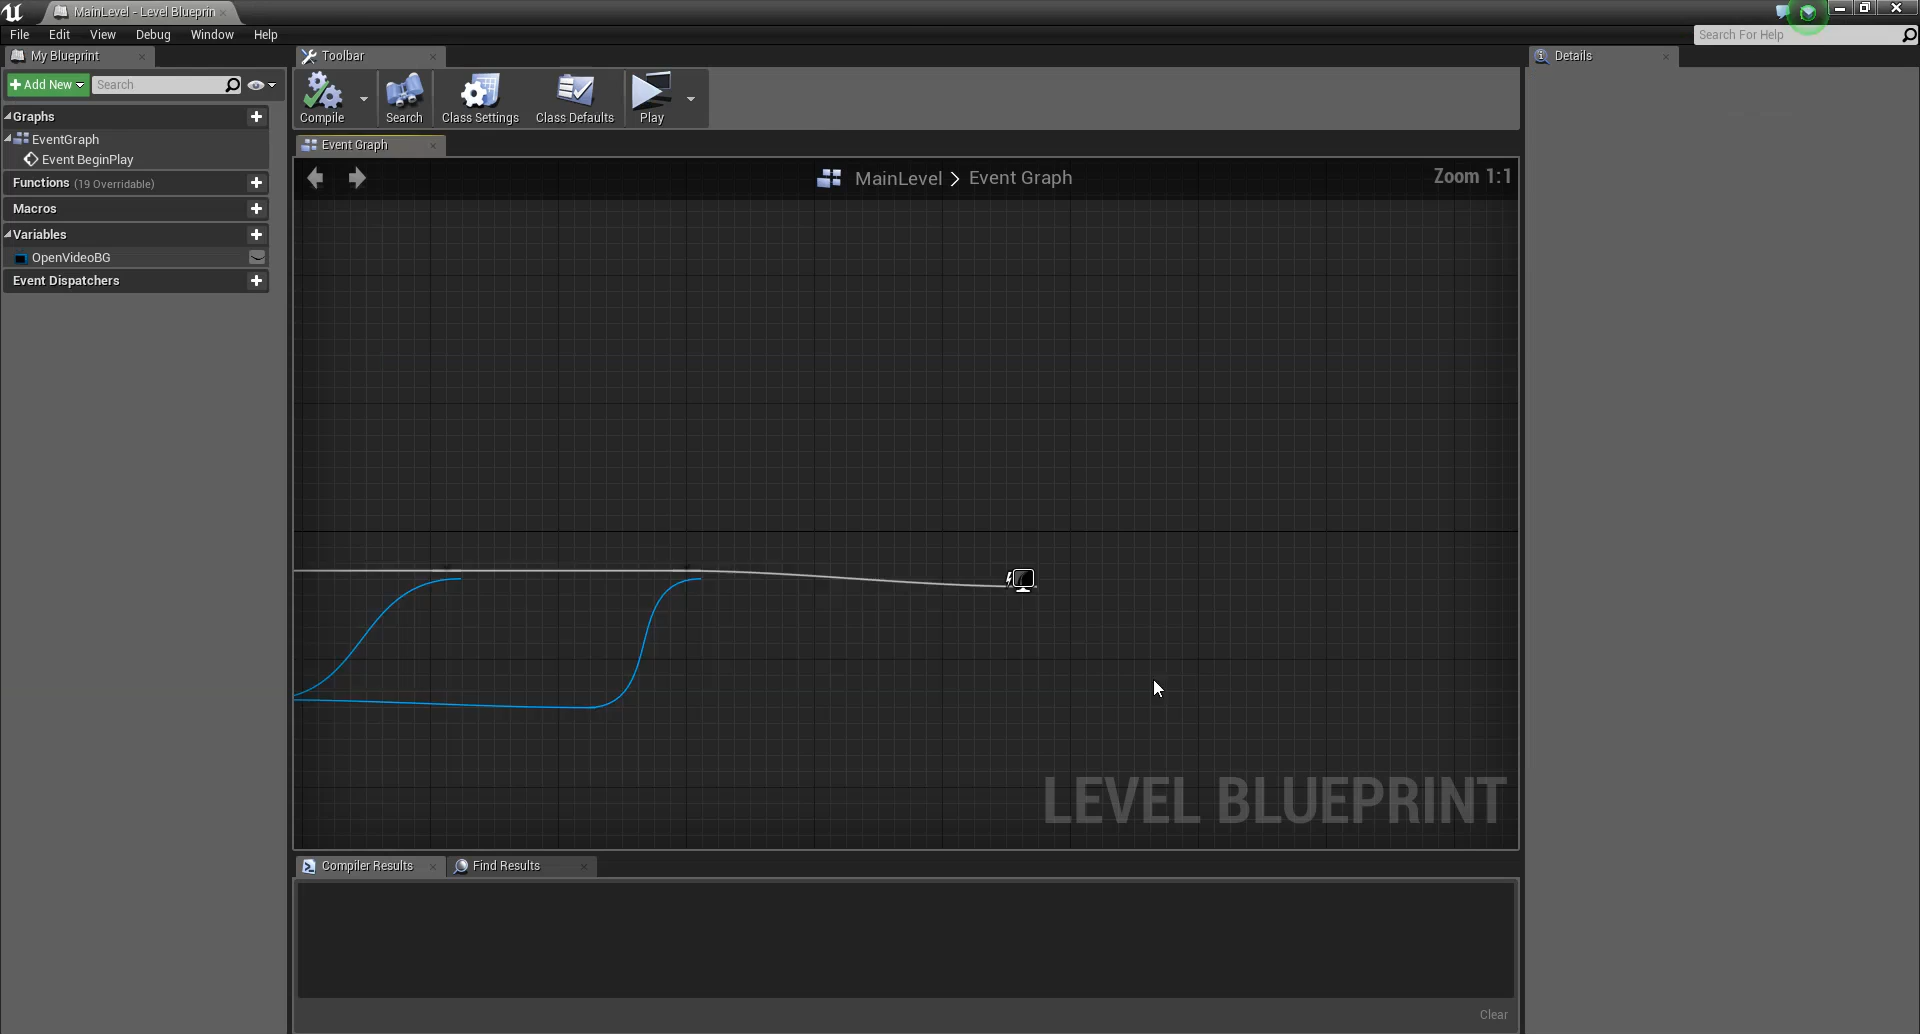 MainLevel - Level Blueprin
File Edit View Debug Window Help
Search For Help
My Blueprint
Toolbar
Details
Add New
Search
Compile
Search
Class Settings
Class Defaults
Play
Graphs
EventGraph
Event BeginPlay
Functions (19 Overridable)
Macros
Variables
OpenVideoBG
Event Dispatchers
Event Graph
MainLevel > Event Graph
Zoom 1:1
LEVEL BLUEPRINT
Compiler Results
Find Results
Clear